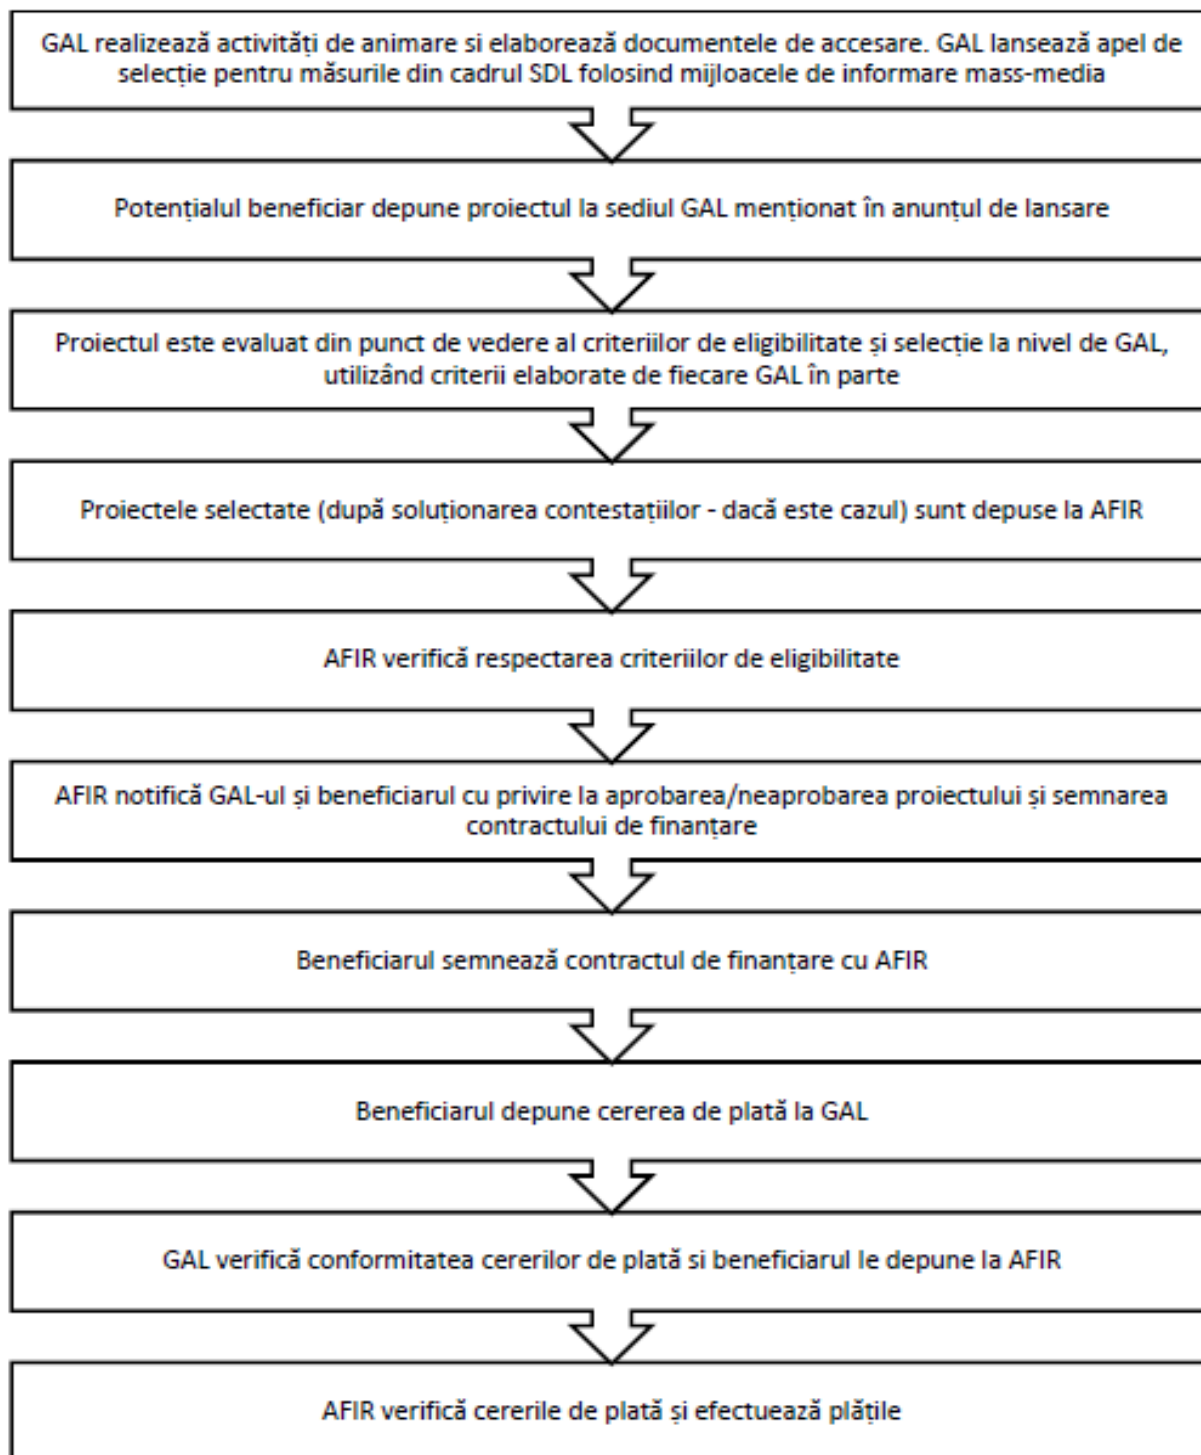 GAL realizează activități de animare si elaborează documentele de accesare. GAL lansează apel de
selecție pentru măsurile din cadrul SDL folosind mijloacele de informare mass-media
Potențialul beneficiar depune proiectul la sediul GAL menționat în anunțul de lansare
Proiectul este evaluat din punct de vedere al criteriilor de eligibilitate și selecție la nivel de GAL,
utilizând criterii elaborate de fiecare GAL în parte
Proiectele selectate (după soluționarea contestațiilor - dacă este cazul) sunt depuse la AFIR
AFIR verifică respectarea criteriilor de eligibilitate
AFIR notifică GAL-ul și beneficiarul cu privire la aprobarea/neaprobarea proiectului și semnarea
contractului de finanțare
Beneficiarul semnează contractul de finanțare cu AFIR
Beneficiarul depune cererea de plată la GAL
GAL verifică conformitatea cererilor de plată si beneficiarul le depune la AFIR
AFIR verifică cererile de plată și efectuează plățile